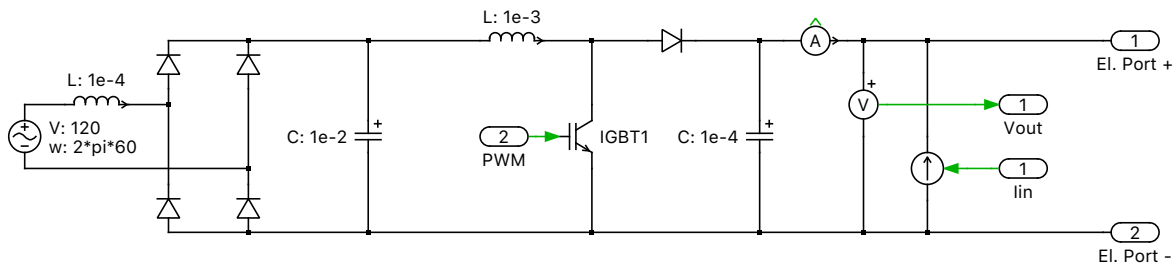 L: 1e-3
A
1
El. Port +
L: 1e-4
V
1
Vout
V: 120
w: 2*pi*60
C: 1e-2
2
PWM
IGBT1
C: 1e-4
1
Iin
2
El. Port -